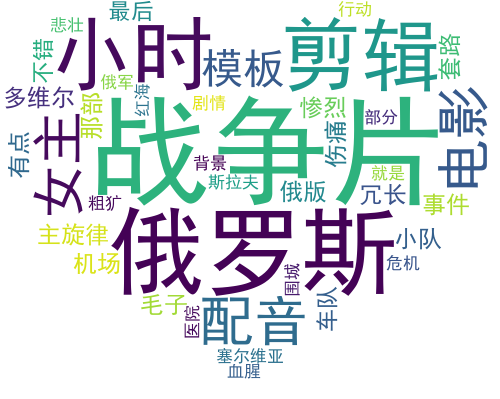 悲壮
最后
行动
不错
小时
剪辑
套路
俄军
模板
多维尔
那部
红海
剧情
惨烈
部分
电影
有点
女主
战争片
伤痛
背景
就是
斯拉夫
俄版
冗长
粗犷
事件
主旋律
俄罗斯
小队
机场
围城
危机
毛子
医院
配音
车队
塞尔维亚
血腥